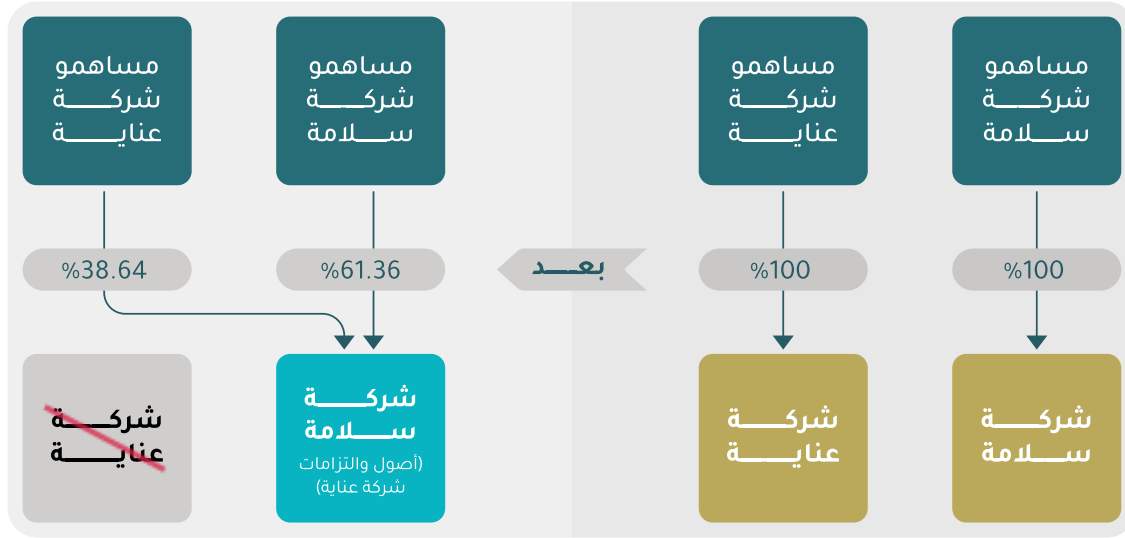 مساهمو
شركة
سلامة
%100
شركة
سلامة
مساهمو
شركة
عناية
%100
شركة
عناية
بعد
مساهمو
شركة
سلامة
%61.36
شركة
سلامة
(أصول والتزامات
شركة عناية)
مساهمو
شركة
عناية
%38.64
شركة
عناية